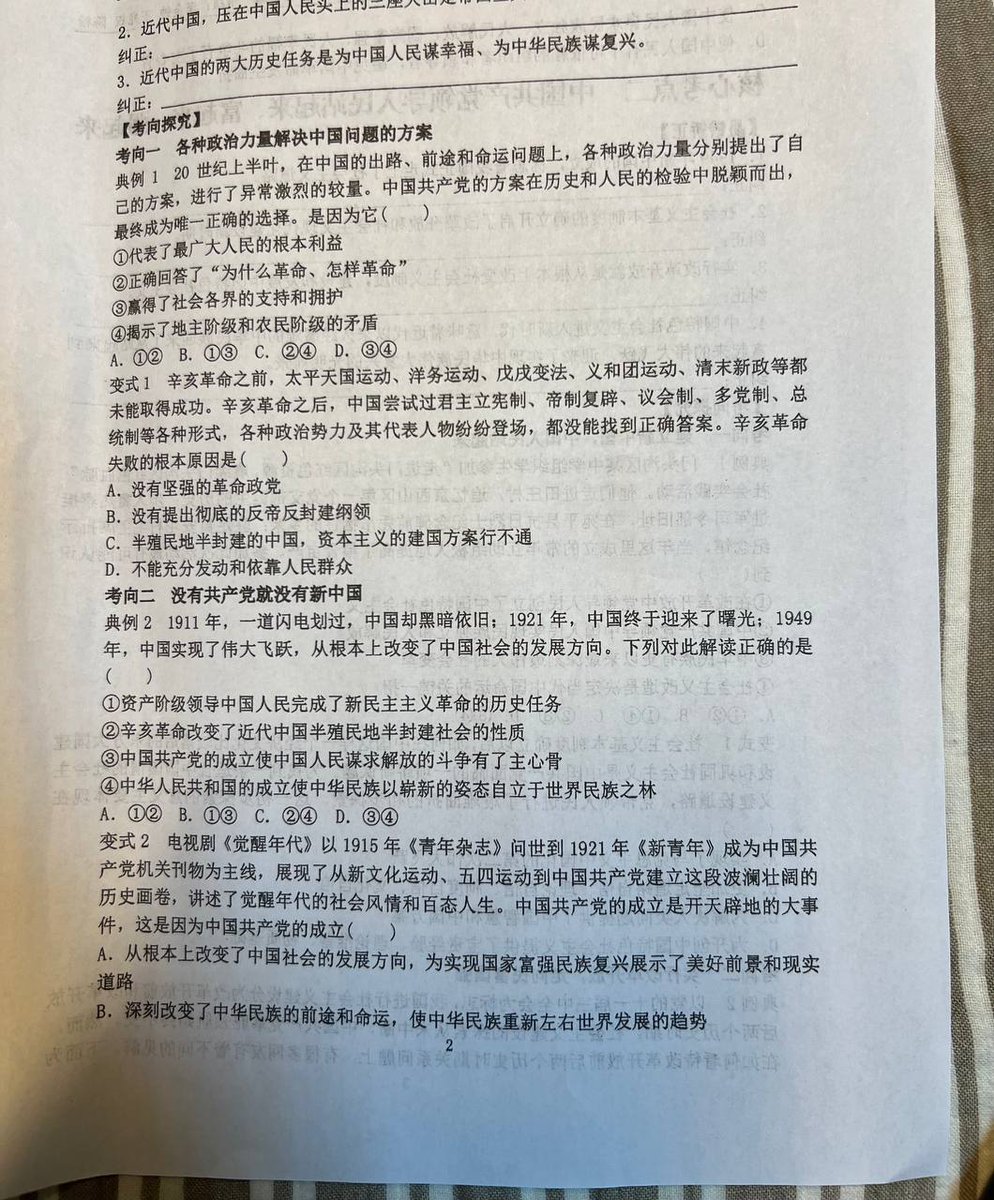 2. 近代中国，压在中国人民头上的三座大山是
纠正：
3. 近代中国的两大历史任务是为中国人民谋幸福、为中华民族谋复兴。
纠正：
【考向探究】
考向一 各种政治力量解决中国问题的方案
典例 1 20 世纪上半叶，在中国的出路、前途和命运问题上，各种政治力量分别提出了自
己的方案，进行了异常激烈的较量。中国共产党的方案在历史和人民的检验中脱颖而出，
最终成为唯一正确的选择。是因为它( )
①代表了最广大人民的根本利益
②正确回答了“为什么革命、怎样革命”
③赢得了社会各界的支持和拥护
④揭示了地主阶级和农民阶级的矛盾
A. ①② B. ①③ C. ②④ D. ③④
变式 1 辛亥革命之前，太平天国运动、洋务运动、戊戌变法、义和团运动、清末新政等都
未能取得成功。辛亥革命之后，中国尝试过君主立宪制、帝制复辟、议会制、多党制、总
统制等各种形式，各种政治势力及其代表人物纷纷登场，都没能找到正确答案。辛亥革命
失败的根本原因是( )
A. 没有坚强的革命政党
B. 没有提出彻底的反帝反封建纲领
C. 半殖民地半封建的中国，资本主义的建国方案行不通
D. 不能充分发动和依靠人民群众
考向二 没有共产党就没有新中国
典例 2 1911 年，一道闪电划过，中国却黑暗依旧；1921 年，中国终于迎来了曙光；1949
年，中国实现了伟大飞跃，从根本上改变了中国社会的发展方向。下列对此解读正确的是
( )
①资产阶级领导中国人民完成了新民主主义革命的历史任务
②辛亥革命改变了近代中国半殖民地半封建社会的性质
③中国共产党的成立使中国人民谋求解放的斗争有了主心骨
④中华人民共和国的成立使中华民族以崭新的姿态自立于世界民族之林
A. ①② B. ①③ C. ②④ D. ③④
变式 2 电视剧《觉醒年代》以 1915 年《青年杂志》问世到 1921 年《新青年》成为中国共
产党机关刊物为主线，展现了从新文化运动、五四运动到中国共产党建立这段波澜壮阔的
历史画卷，讲述了觉醒年代的社会风情和百态人生。中国共产党的成立是开天辟地的大事
件，这是因为中国共产党的成立( )
A. 从根本上改变了中国社会的发展方向，为实现国家富强民族复兴展示了美好前景和现实
道路
B. 深刻改变了中华民族的前途和命运，使中华民族重新左右世界发展的趋势
2